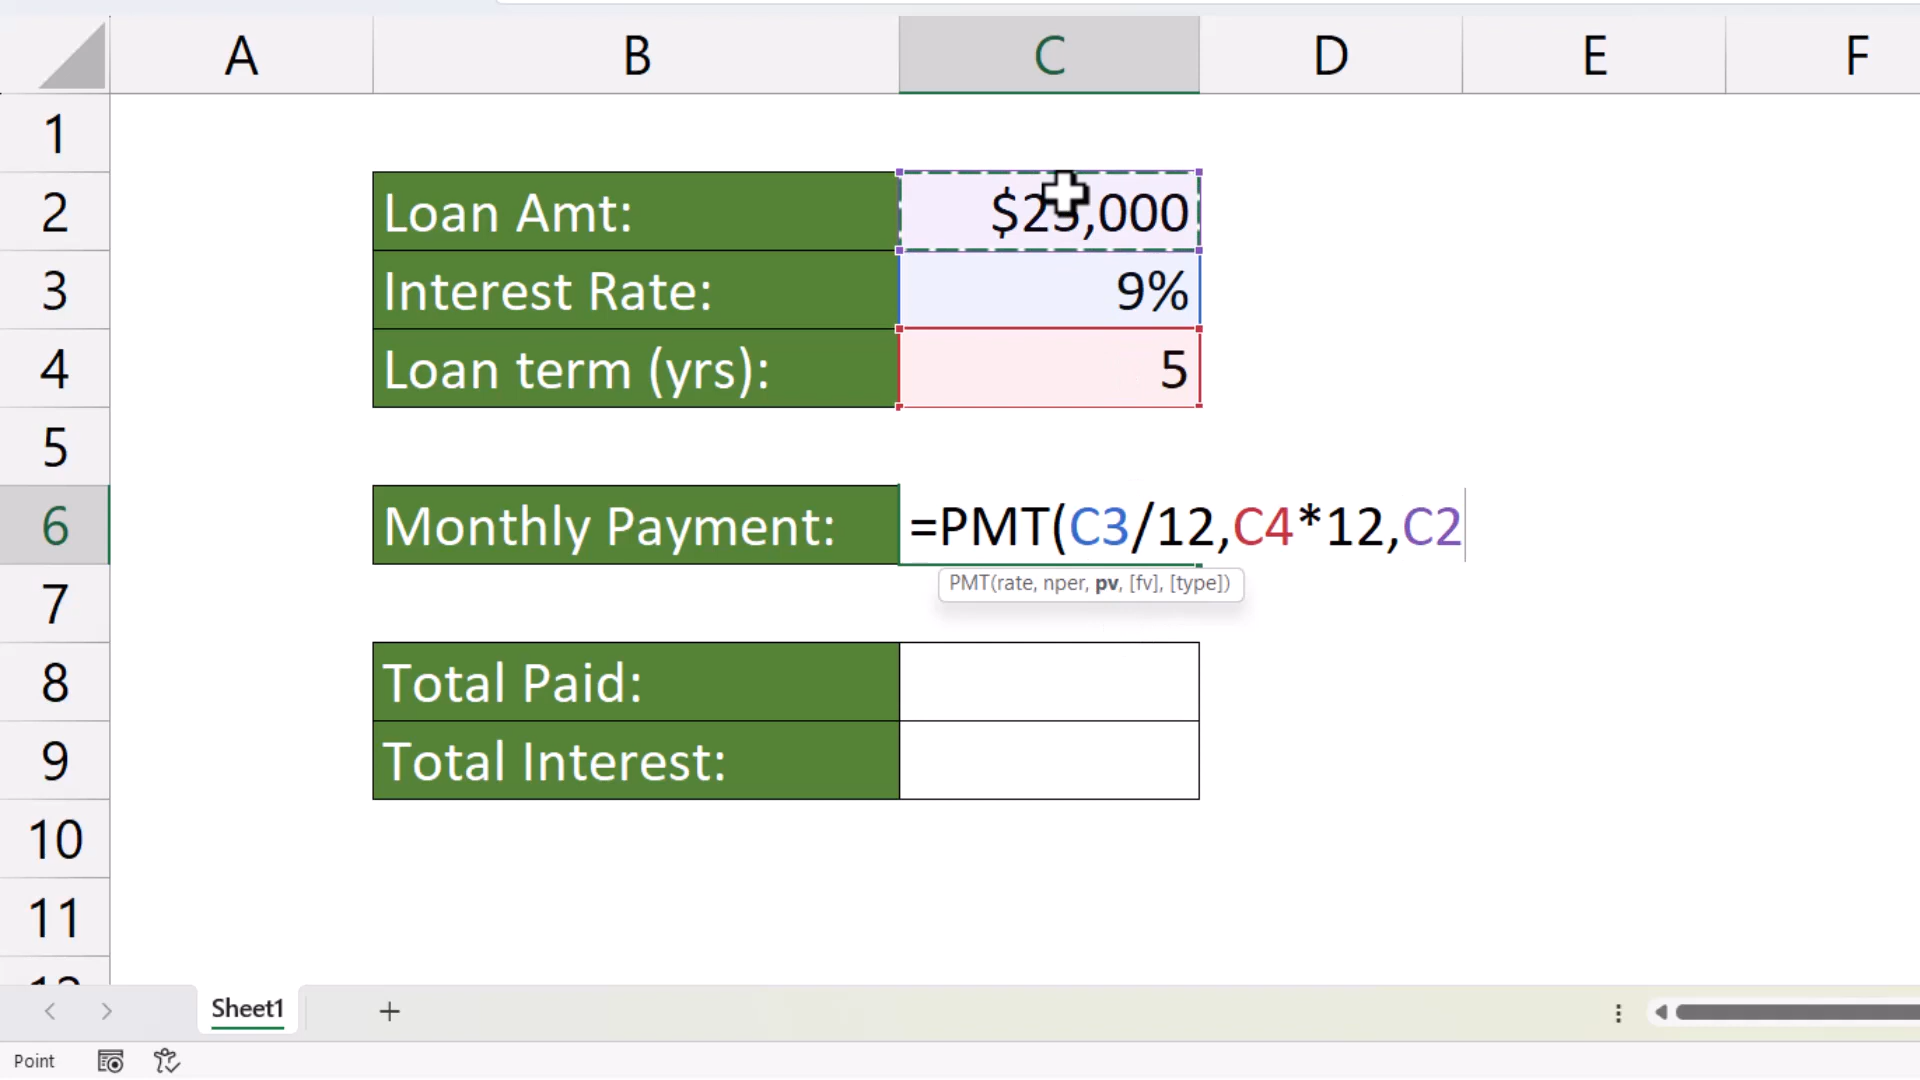 A B C D E F
1
2 Loan Amt:
3 Interest Rate: 9%
4 Loan term (yrs): 5
5
6 Monthly Payment: =PMT(C3/12,C4*12,C2
PMT(rate, nper, pv, [fv], [type])
7
8 Total Paid:
9 Total Interest:
10
11
Sheet1
Point